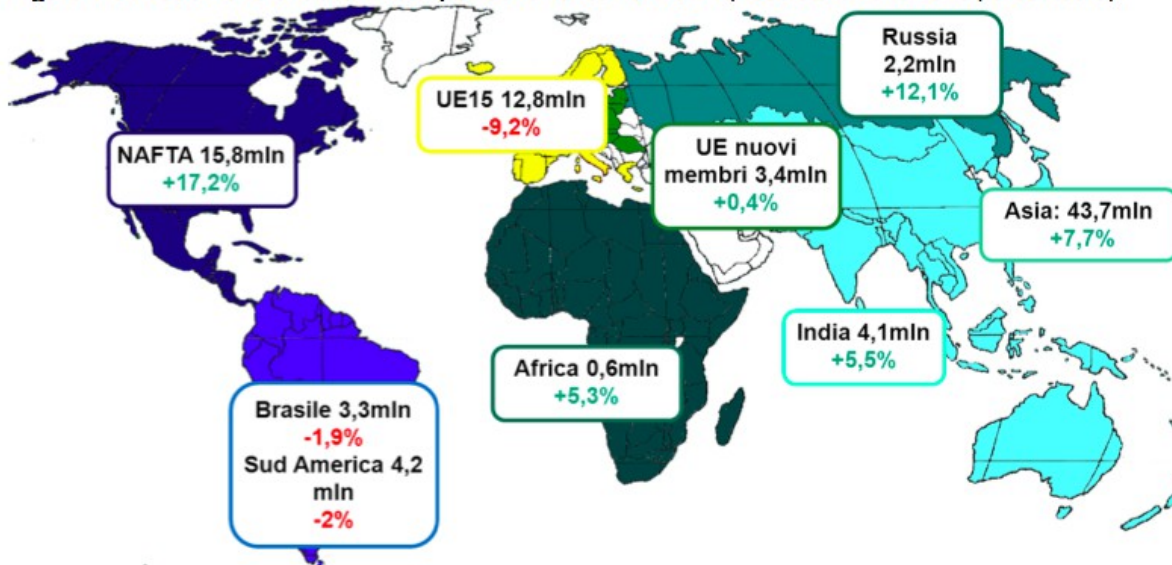 NAFTA 15,8mln
+17,2%
UE15 12,8mln
-9,2%
Russia
2,2mln
+12,1%
UE nuovi
membri 3,4mln
+0,4%
Asia: 43,7mln
+7,7%
India 4,1mln
+5,5%
Africa 0,6mln
+5,3%
Brasile 3,3mln
-1,9%
Sud America 4,2
mln
-2%